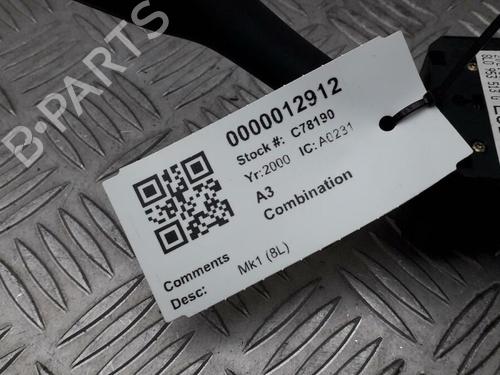 B-PARTS
0000012912
Stock #: C78190
Yr:2000 IC: A0231
A3
Combination
Comments
Desc: Mk1 (8L)